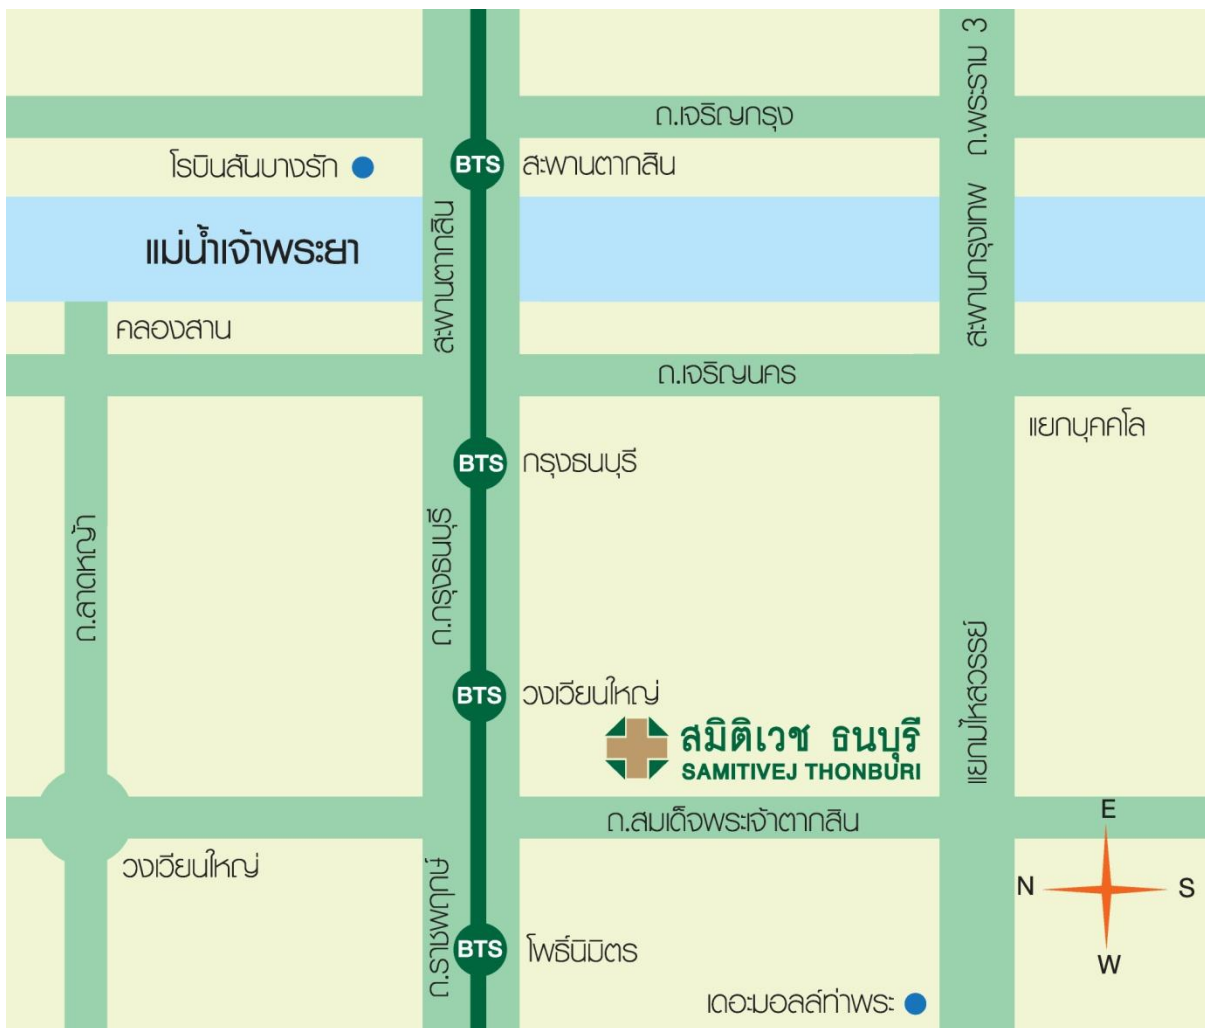 ถ.พระราม 3
ถ.เจริญกรุง
โรบินสันบางรัก
BTS
สะพานตากสิน
สะพานตากสิน
สะพานกรุงเทพ
แม่น้ำเจ้าพระยา
คลองสาน
ถ.เจริญนคร
แยกบุคคโล
BTS
กรุงธนบุรี
ถ.ลาดหญ้า
ถ.กรุงธนบุรี
BTS
วงเวียนใหญ่
แยกมไหสวรรย์
สมิติเวช ธนบุรี
SAMITIVEJ THONBURI
ถ.สมเด็จพระเจ้าตากสิน
วงเวียนใหญ่
E
N
S
W
ถ.ราชพฤกษ์
BTS
โพธิ์นิมิตร
เดอะมอลล์ท่าพระ